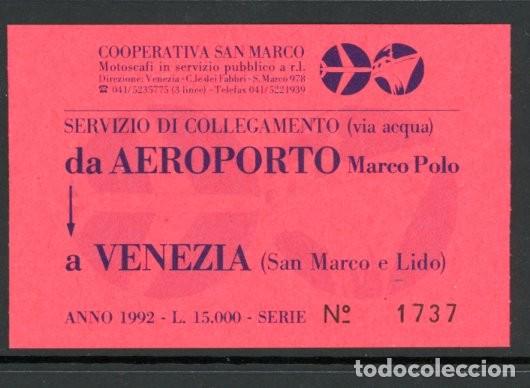 COOPERATIVA SAN MARCO
Motoscafi in servizio pubblico a r.l.
Direzione: Venezia - C.le dei Fabbri - S. Marco 978
☎ 041/5235775 (3 linee) - Telefax 041/5221939
SERVIZIO DI COLLEGAMENTO (via acqua)
da AEROPORTO Marco Polo
a VENEZIA (San Marco e Lido)
ANNO 1992 - L. 15.000 - SERIE Nº 1737
todocoleccion.net